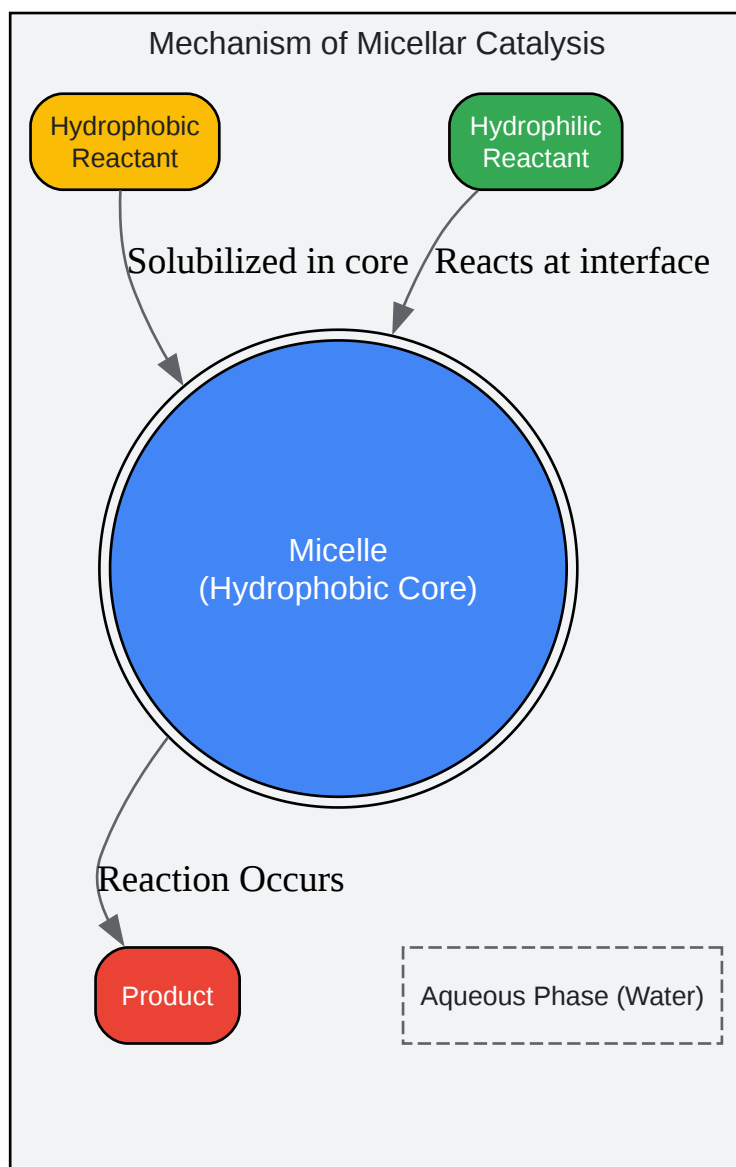 Mechanism of Micellar Catalysis
Hydrophobic
Reactant
Hydrophilic
Reactant
Solubilized in core
Reacts at interface
Micelle
(Hydrophobic Core)
Reaction Occurs
Product
Aqueous Phase (Water)